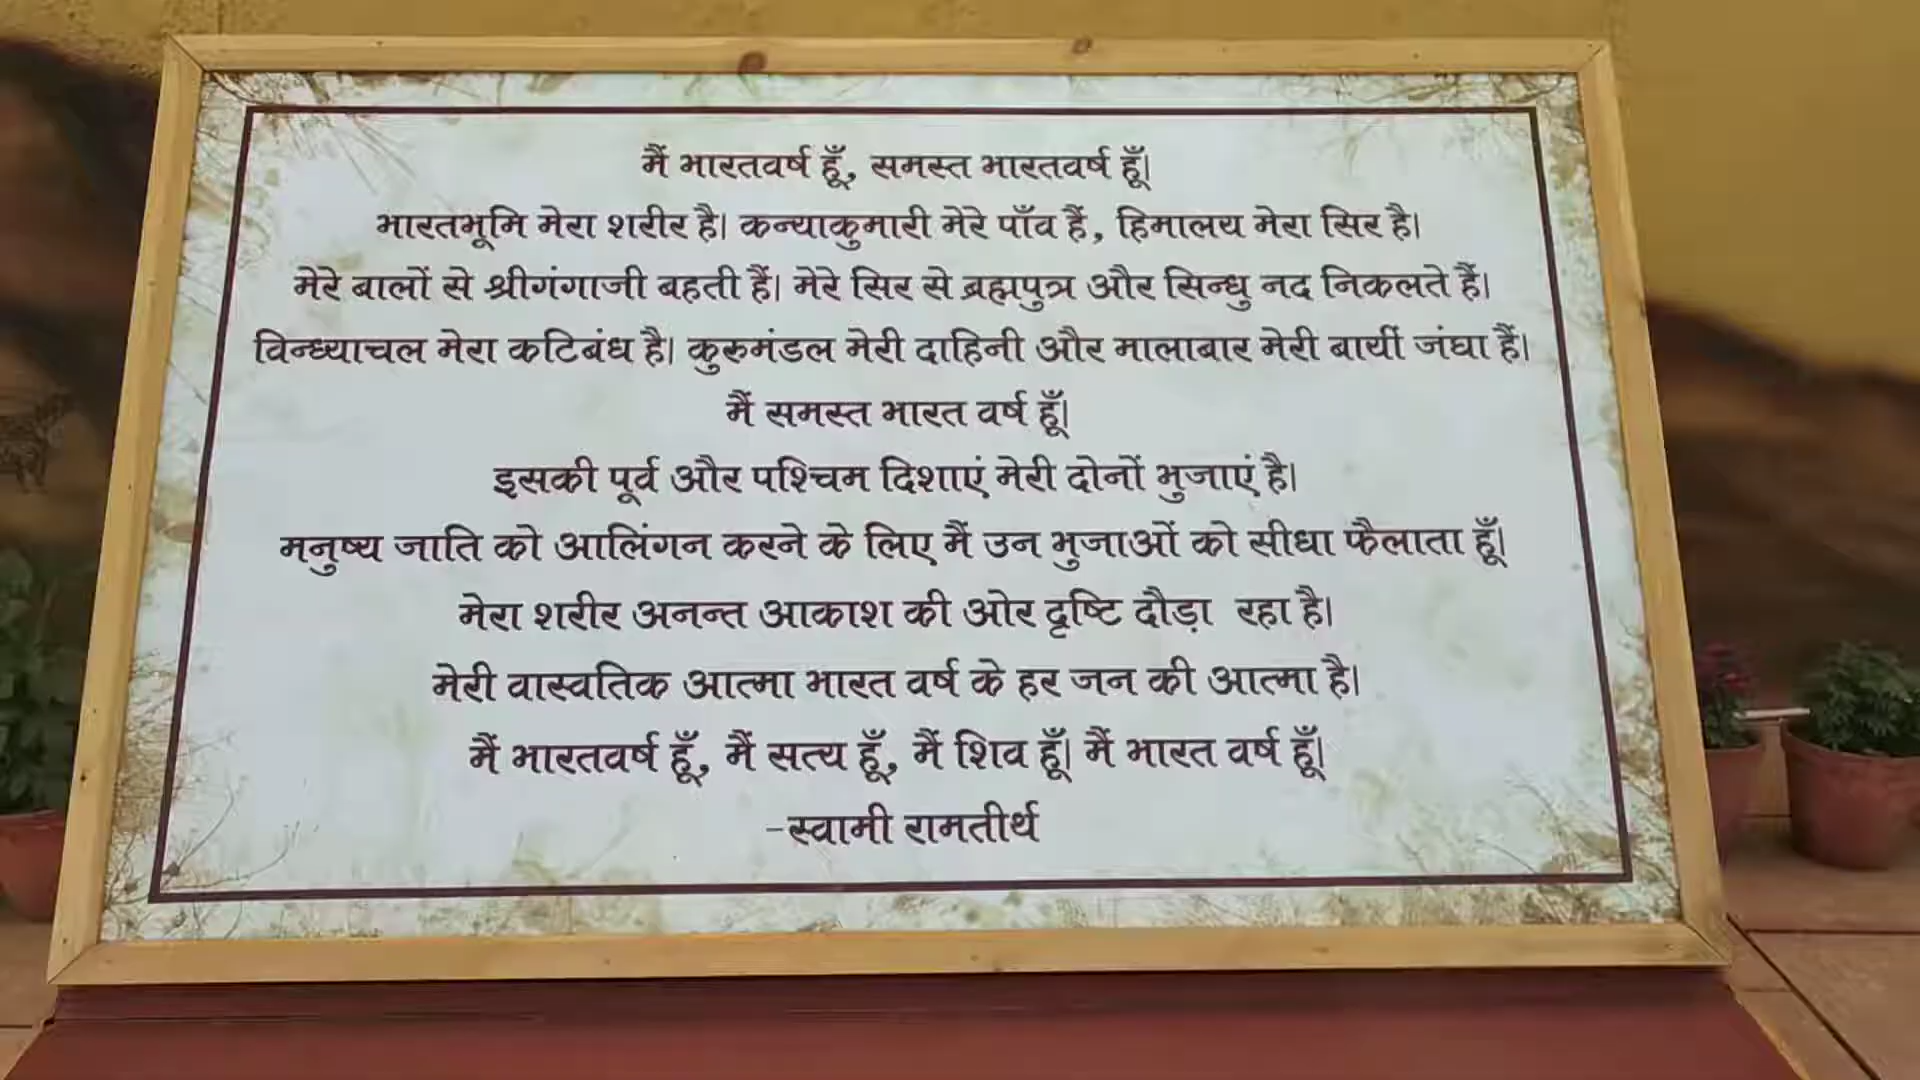 मैं भारतवर्ष हूँ, समस्त भारतवर्ष हूँ।
भारतभूमि मेरा शरीर है। कन्याकुमारी मेरे पाँव हैं, हिमालय मेरा सिर है।
मेरे बालों से श्रीगंगाजी बहती हैं। मेरे सिर से ब्रह्मपुत्र और सिन्धु नद निकलते हैं।
विन्ध्याचल मेरा कटिबंध है। कुरुमंडल मेरी दाहिनी और मालाबार मेरी बायीं जंघा हैं।
मैं समस्त भारत वर्ष हूँ।
इसकी पूर्व और पश्चिम दिशाएं मेरी दोनों भुजाएं है।
मनुष्य जाति को आलिंगन करने के लिए मैं उन भुजाओं को सीधा फैलाता हूँ।
मेरा शरीर अनन्त आकाश की ओर दृष्टि दौड़ा रहा है।
मेरी वास्वतिक आत्मा भारत वर्ष के हर जन की आत्मा है।
मैं भारतवर्ष हूँ, मैं सत्य हूँ, मैं शिव हूँ। मैं भारत वर्ष हूँ।
-स्वामी रामतीर्थ